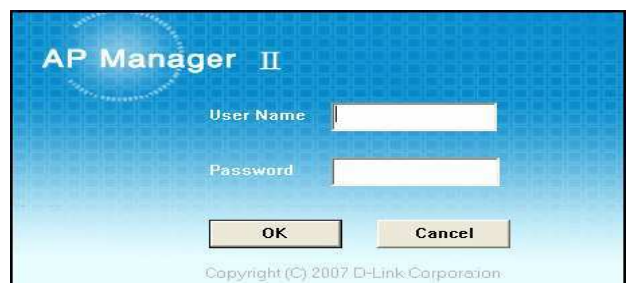 AP Manager II
User Name
Password
OK Cancel
Copyright (C) 2007 D-Link Corporation